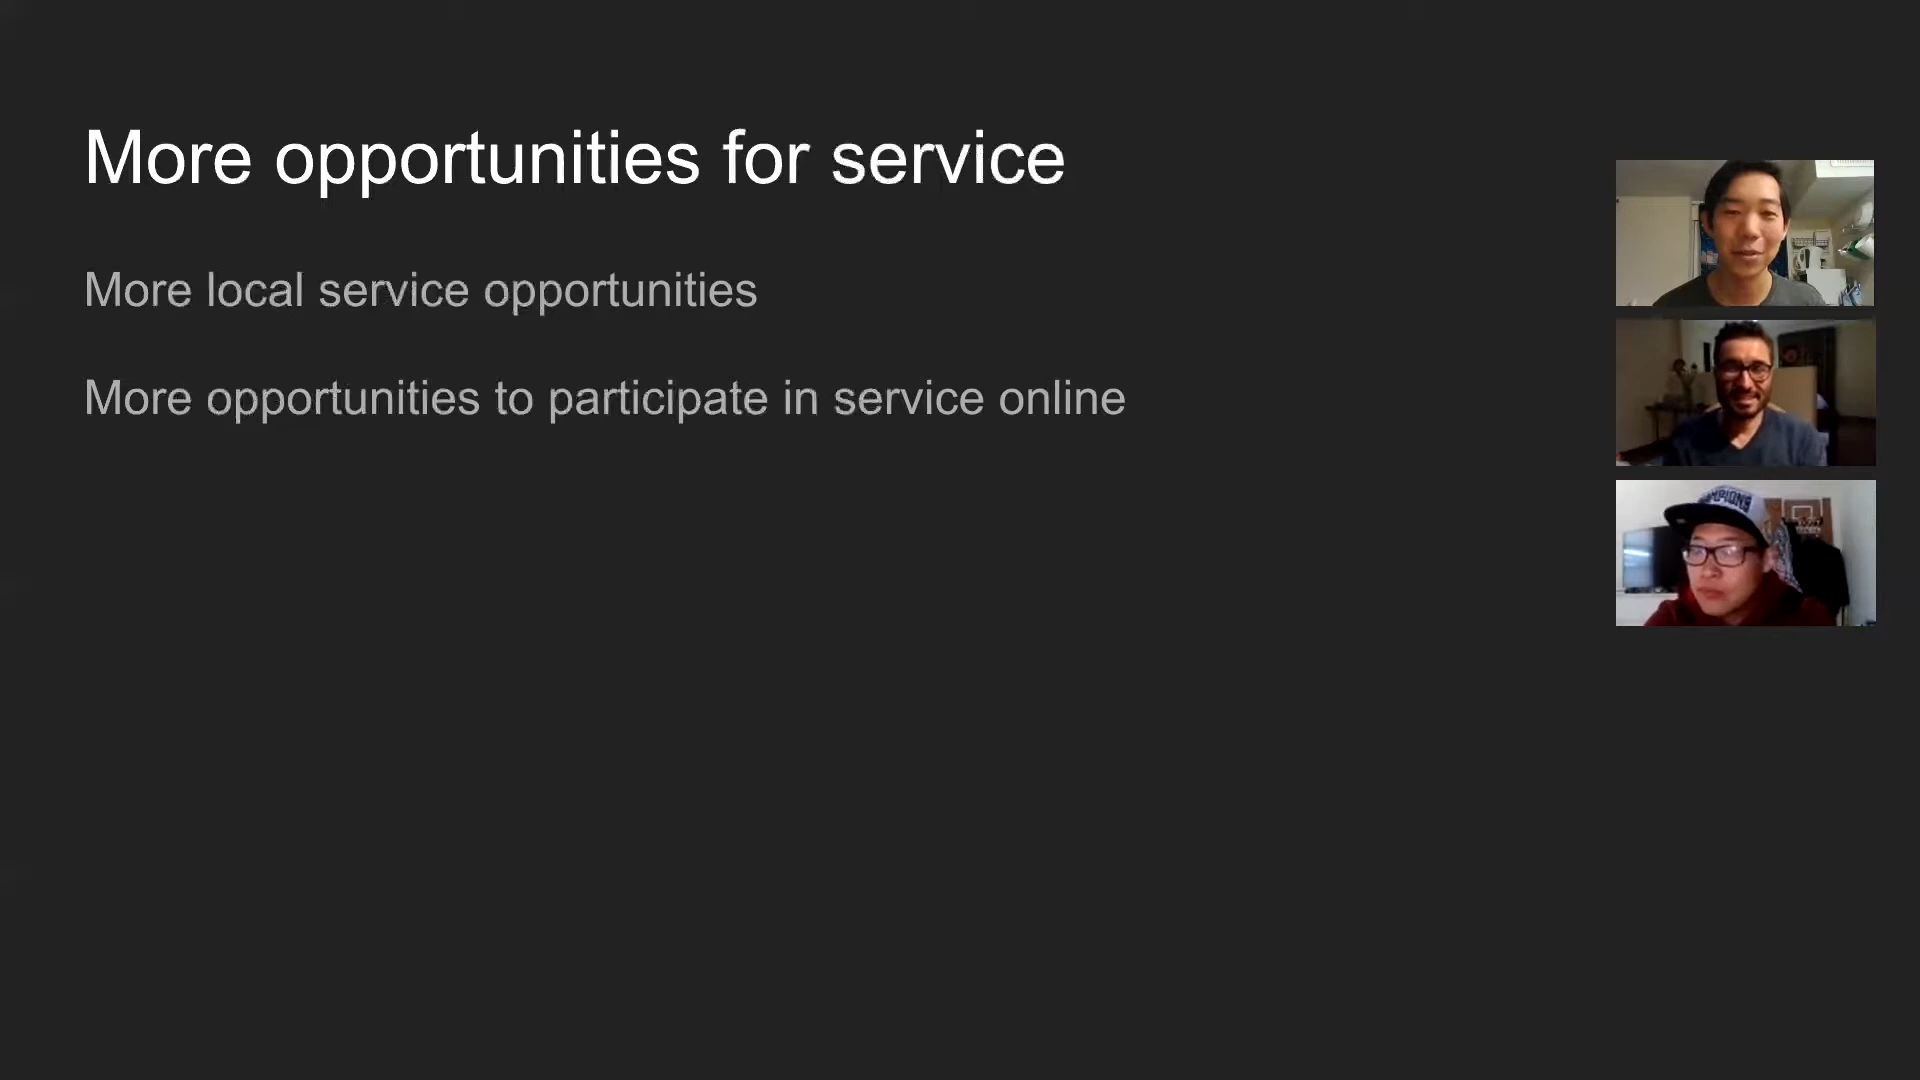 More opportunities for service
More local service opportunities
More opportunities to participate in service online